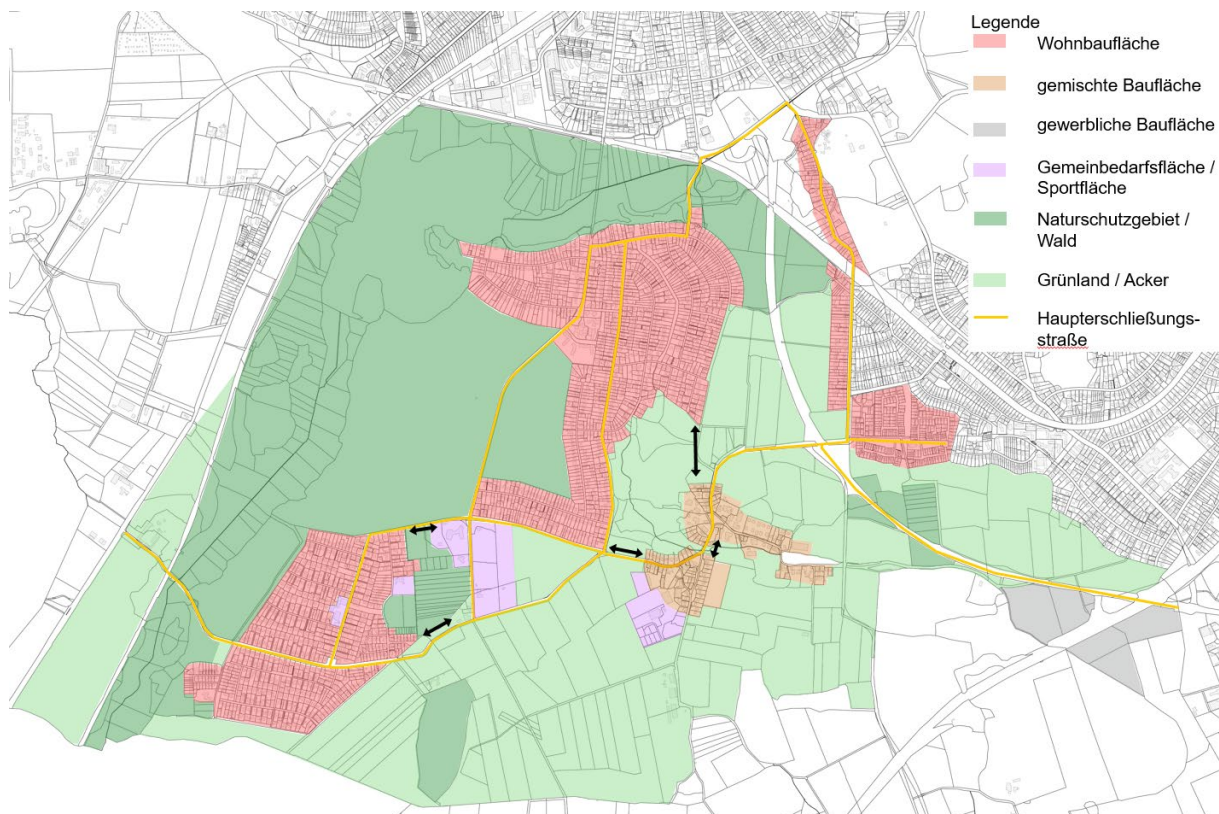 Legende
Wohnbaufläche
gemischte Baufläche
gewerbliche Baufläche
Gemeinbedarfsfläche /
Sportfläche
Naturschutzgebiet /
Wald
Grünland / Acker
Haupterschließungs-
straße